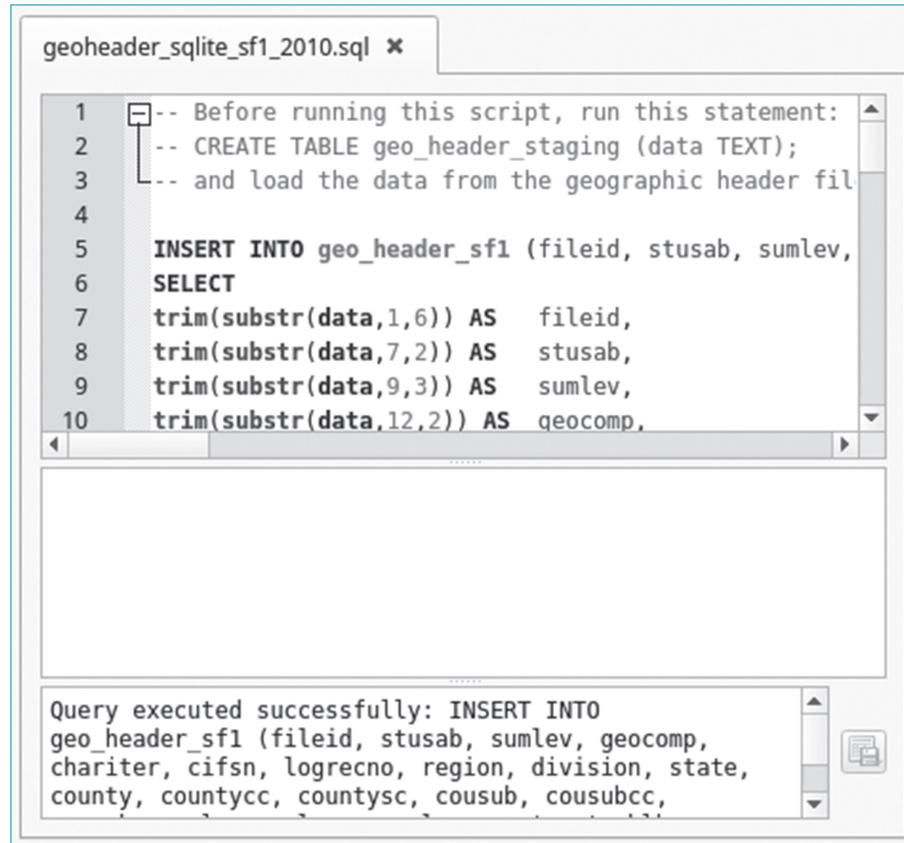 geoheader_sqlite_sf1_2010.sql ✖
1 -- Before running this script, run this statement:
2 -- CREATE TABLE geo_header_staging (data TEXT);
3 -- and load the data from the geographic header fil
4
5 INSERT INTO geo_header_sf1 (fileid, stusab, sumlev,
6 SELECT
7 trim(substr(data,1,6)) AS fileid,
8 trim(substr(data,7,2)) AS stusab,
9 trim(substr(data,9,3)) AS sumlev,
10 trim(substr(data,12,2)) AS geocomp,
Query executed successfully: INSERT INTO
geo_header_sf1 (fileid, stusab, sumlev, geocomp,
chariter, cifsn, logrecno, region, division, state,
county, countycc, countysc, cousub, cousubcc,